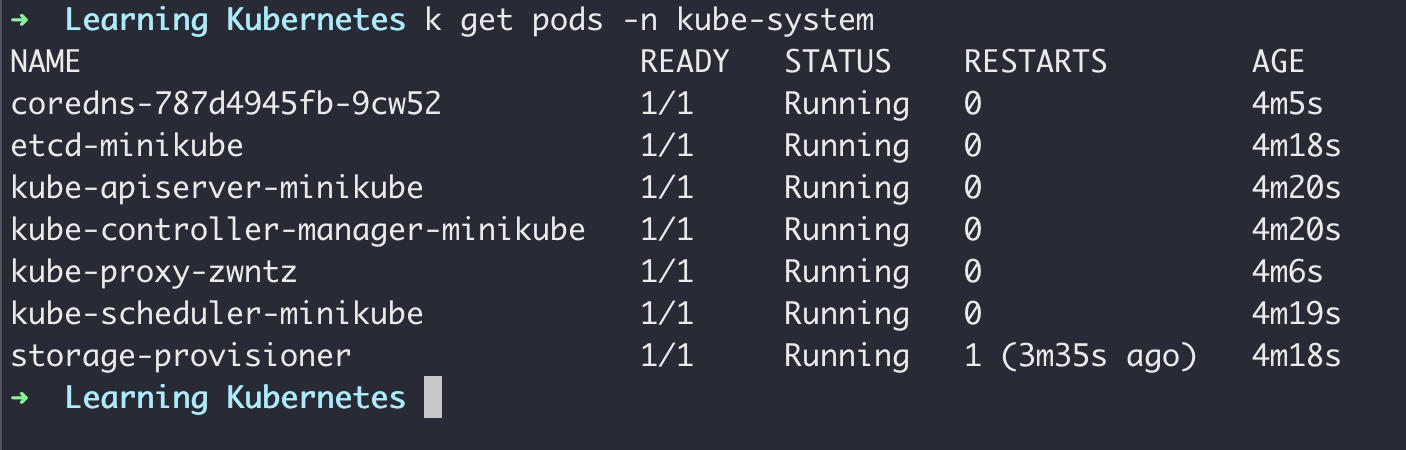 ➜ Learning Kubernetes k get pods -n kube-system
NAME READY STATUS RESTARTS AGE
coredns-787d4945fb-9cw52 1/1 Running 0 4m5s
etcd-minikube 1/1 Running 0 4m18s
kube-apiserver-minikube 1/1 Running 0 4m20s
kube-controller-manager-minikube 1/1 Running 0 4m20s
kube-proxy-zwntz 1/1 Running 0 4m6s
kube-scheduler-minikube 1/1 Running 0 4m19s
storage-provisioner 1/1 Running 1 (3m35s ago) 4m18s
➜ Learning Kubernetes